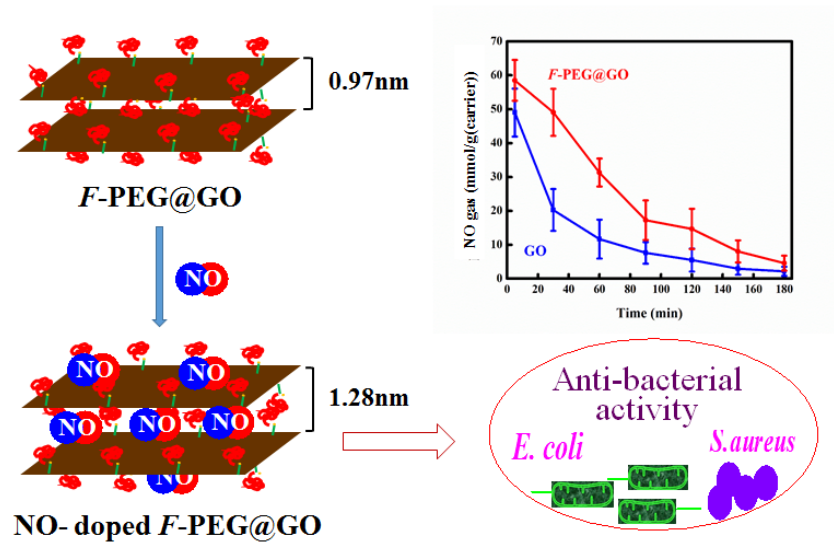 0.97nm
F-PEG@GO
NO
NO gas (mmol/g(carrier))
70
60
50
40
30
20
10
0
F-PEG@GO
GO
0 20 40 60 80 100 120 140 160 180
Time (min)
NO
NO
NO
NO
NO
NO
1.28nm
NO- doped F-PEG@GO
Anti-bacterial
activity
E. coli
S.aureus